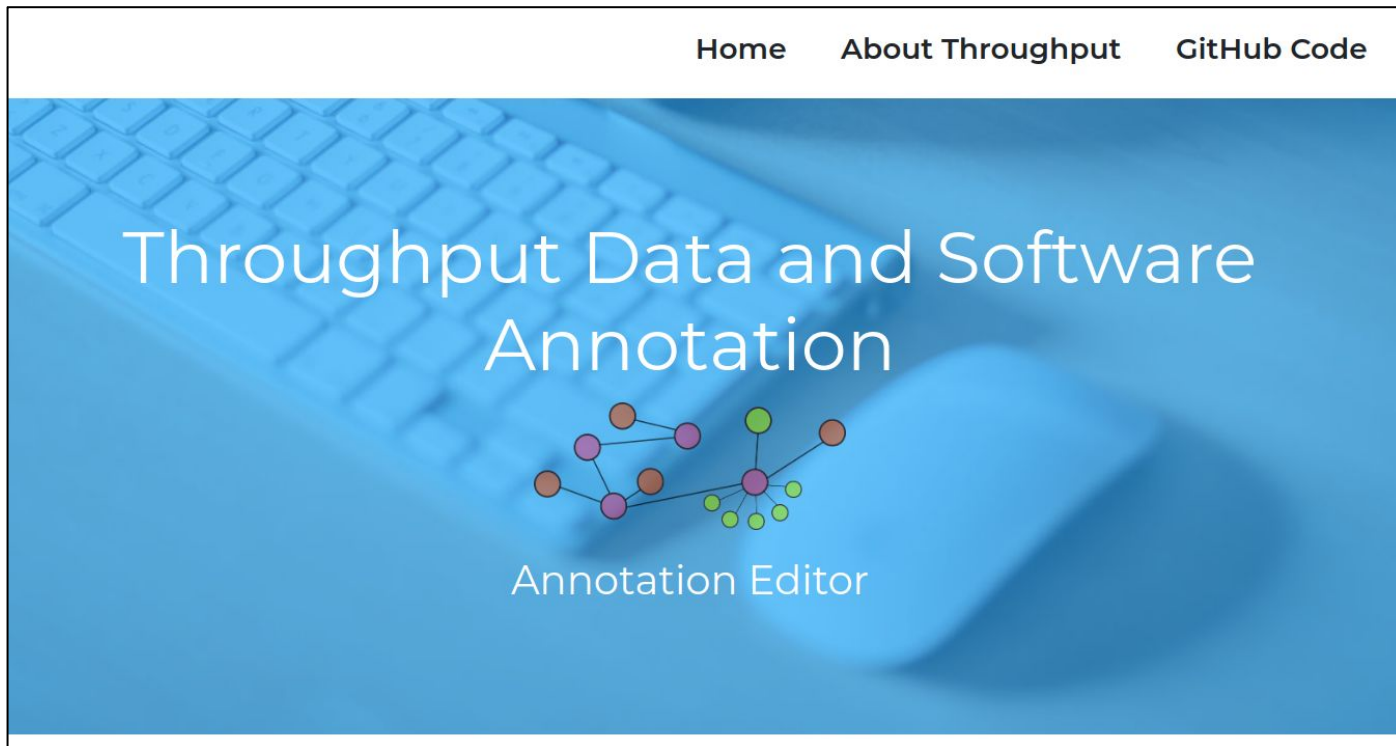 Home About Throughput GitHub Code
Throughput Data and Software
Annotation
Annotation Editor